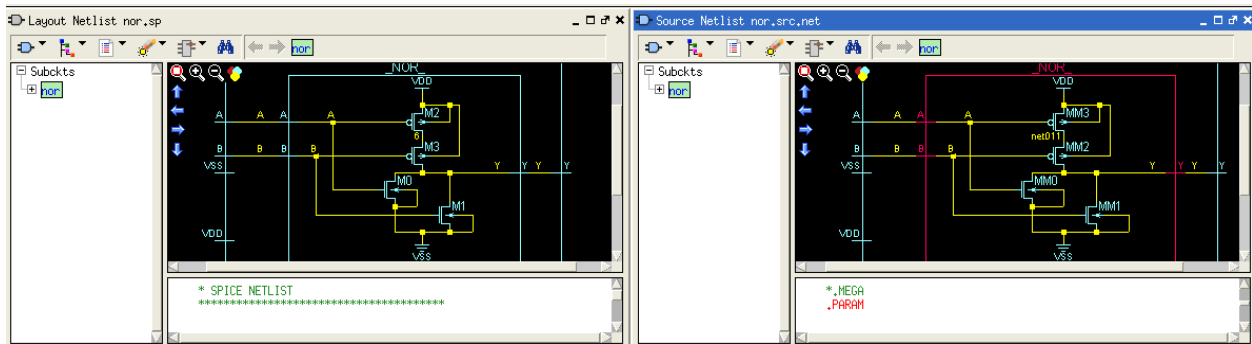 Layout Netlist nor.sp
nor
Subckts
nor
_NOR_
VDD
A A A A
M2
6
B B B B
M3
VSS
Y Y Y
M0
M1
VDD
VSS
* SPICE NETLIST
***************************************
Source Netlist nor.src.net
nor
Subckts
nor
_NOR_
VDD
A A A A
MM3
net011
B B B B
MM2
VSS
Y Y Y
MM0
MM1
VDD
VSS
*.MEGA
.PARAM